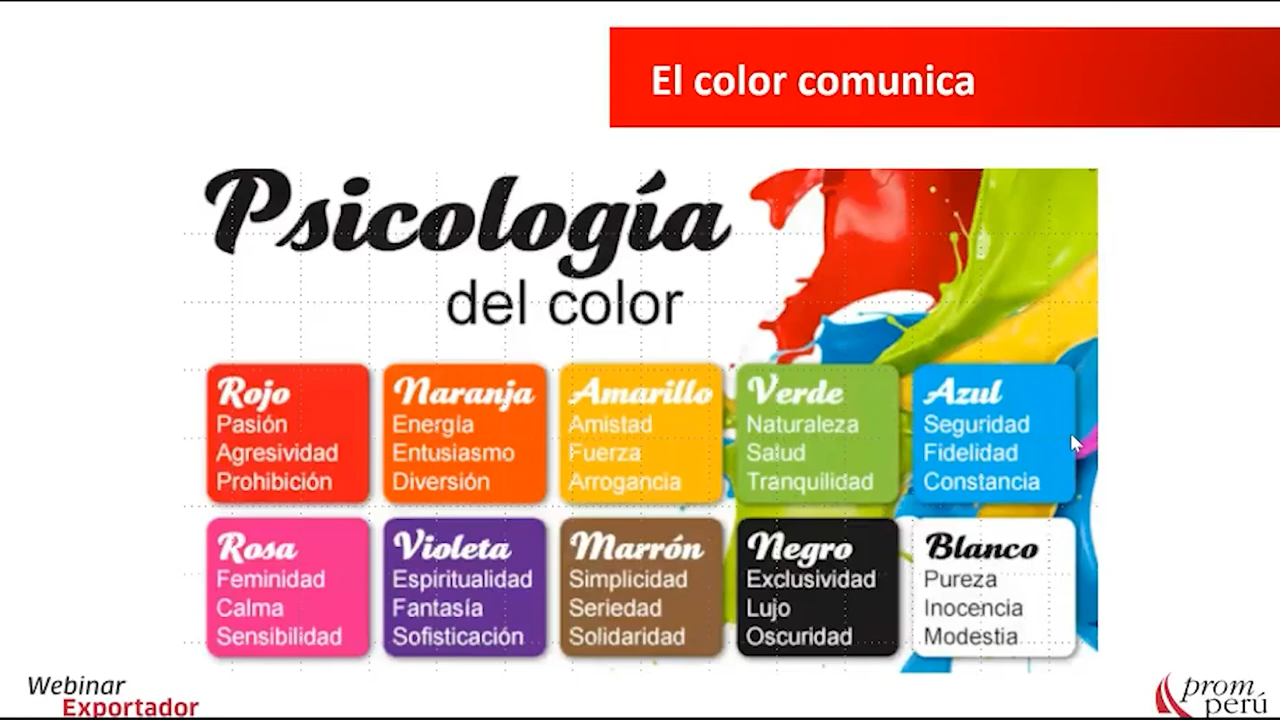 El color comunica
Psicología
del color
Rojo
Pasión
Agresividad
Prohibición
Naranja
Energía
Entusiasmo
Diversión
Amarillo
Amistad
Fuerza
Arrogancia
Verde
Naturaleza
Salud
Tranquilidad
Azul
Seguridad
Fidelidad
Constancia
Rosa
Feminidad
Calma
Sensibilidad
Violeta
Espiritualidad
Fantasía
Sofisticación
Marrón
Simplicidad
Seriedad
Solidaridad
Negro
Exclusividad
Lujo
Oscuridad
Blanco
Pureza
Inocencia
Modestia
Webinar
Exportador
prom
perú